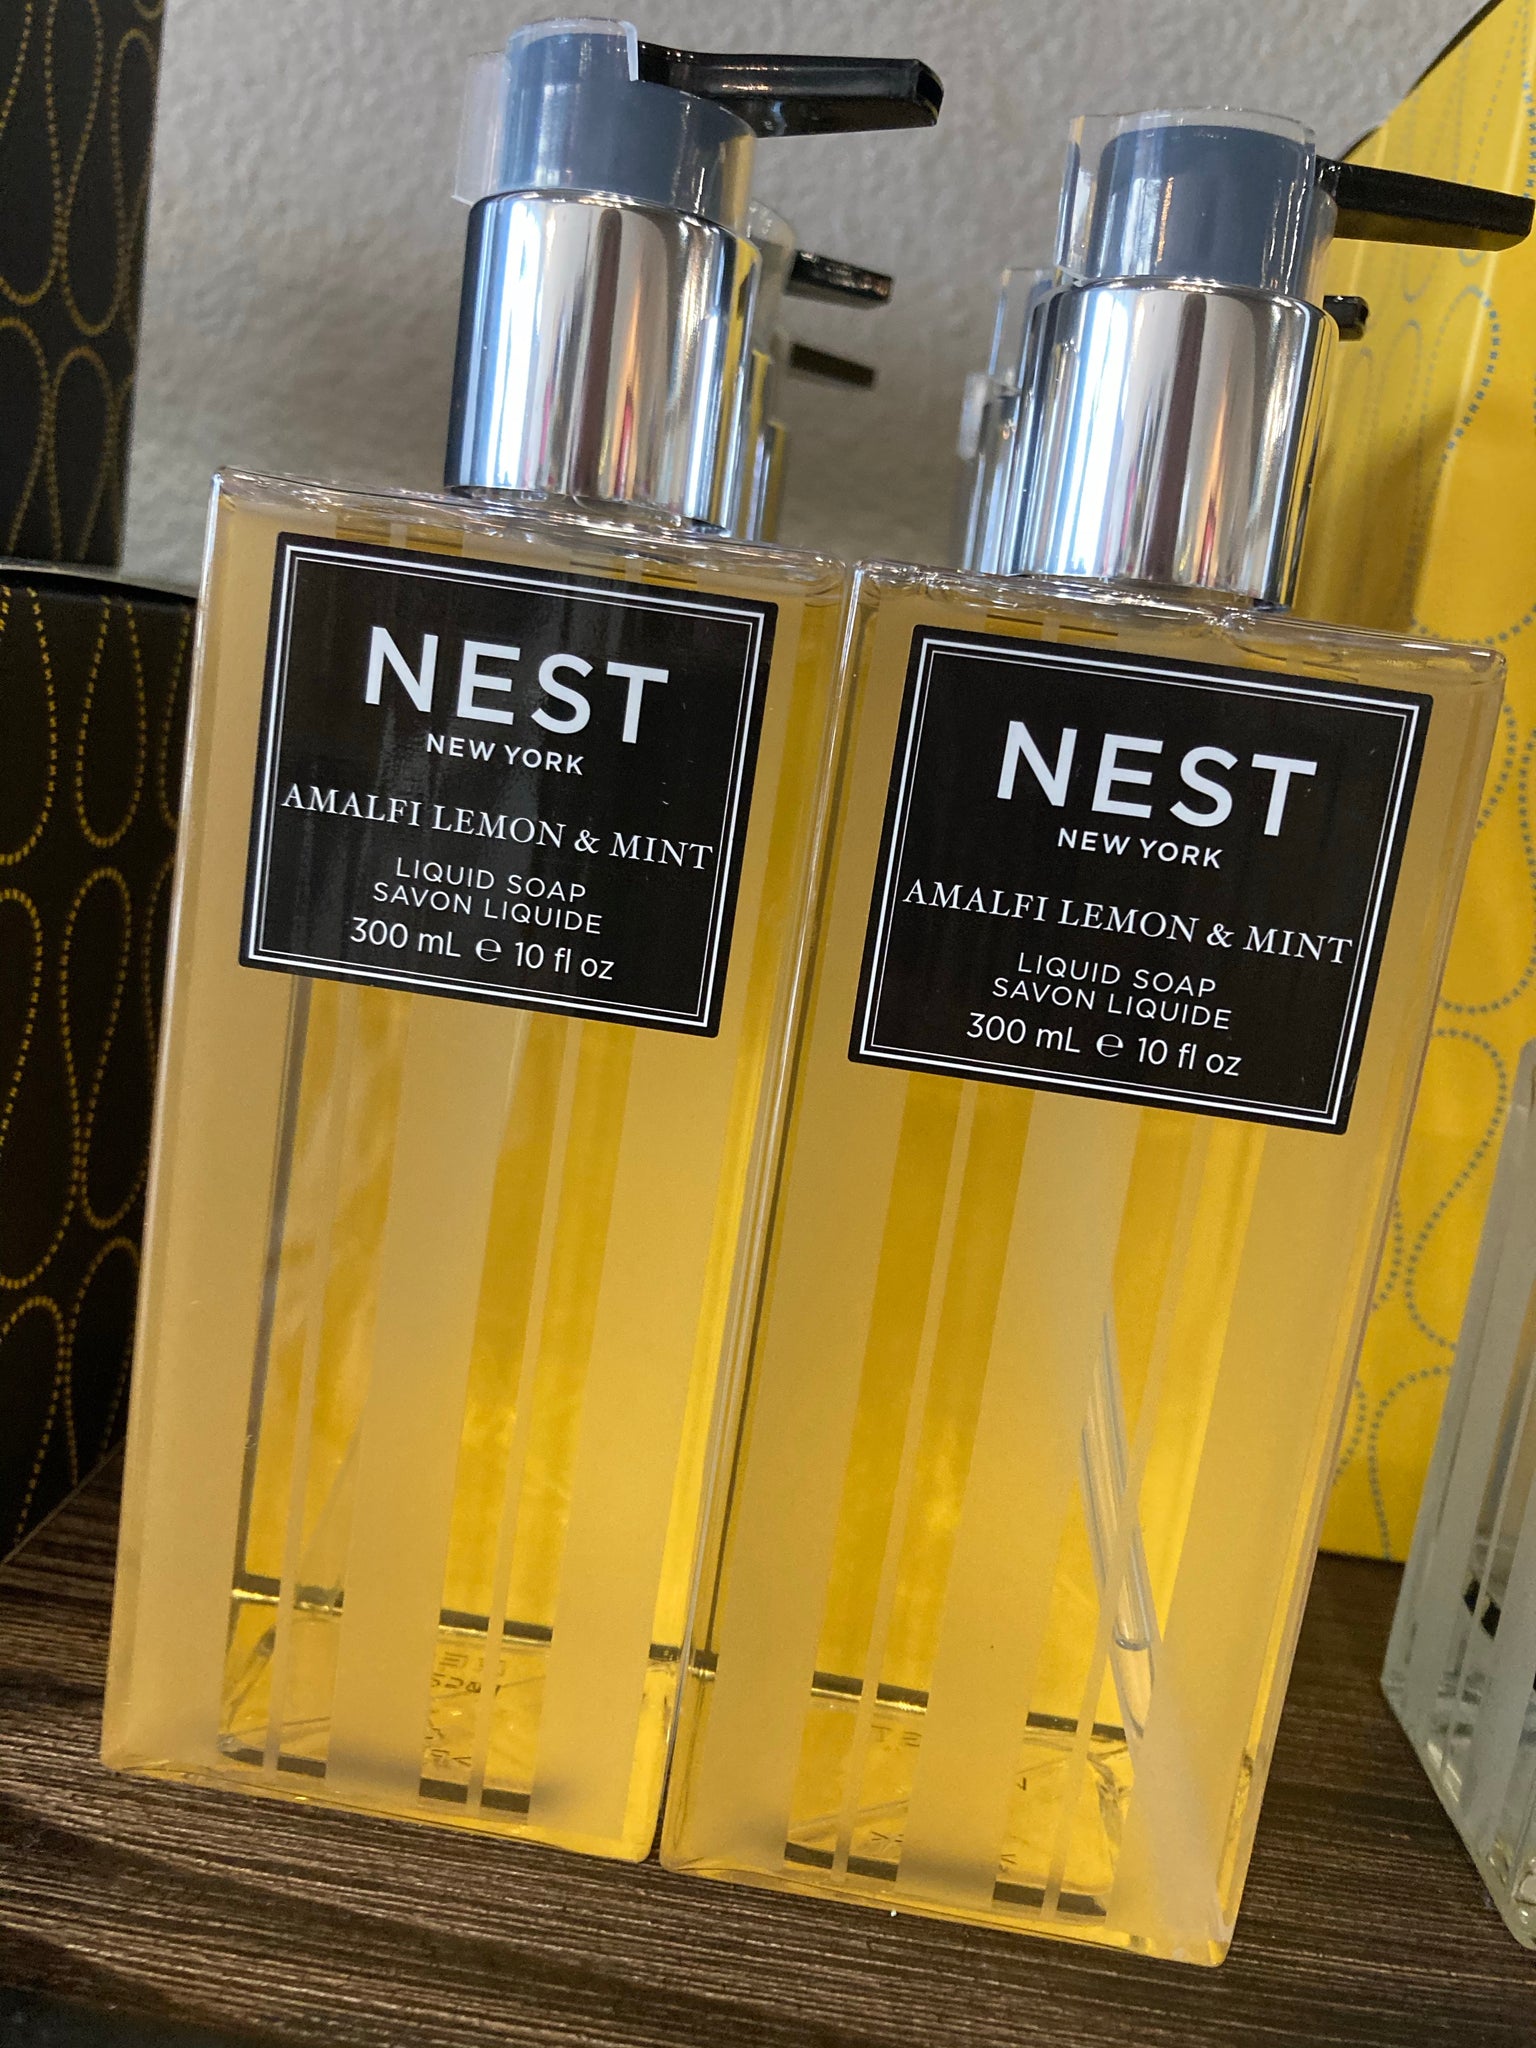 NEST
NEW YORK
AMALFI LEMON & MINT
LIQUID SOAP
SAVON LIQUIDE
300 mL ℮ 10 fl oz
NEST
NEW YORK
AMALFI LEMON & MINT
LIQUID SOAP
SAVON LIQUIDE
300 mL ℮ 10 fl oz